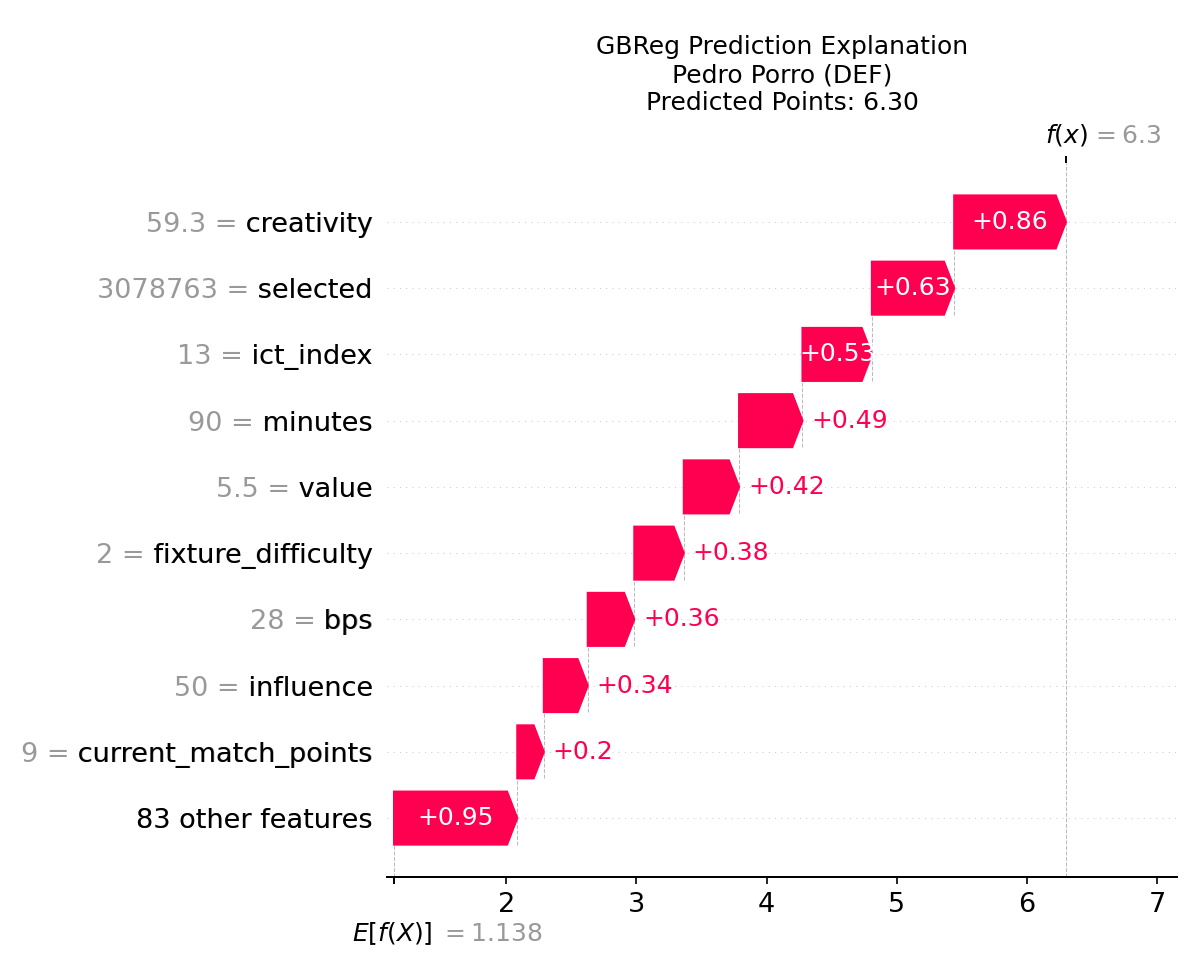 GBReg Prediction Explanation
Pedro Porro (DEF)
Predicted Points: 6.30
f(x) = 6.3
59.3 = creativity +0.86
3078763 = selected +0.63
13 = ict_index +0.53
90 = minutes +0.49
5.5 = value +0.42
2 = fixture_difficulty +0.38
28 = bps +0.36
50 = influence +0.34
9 = current_match_points +0.2
83 other features +0.95
2 3 4 5 6 7
E[f(X)] = 1.138